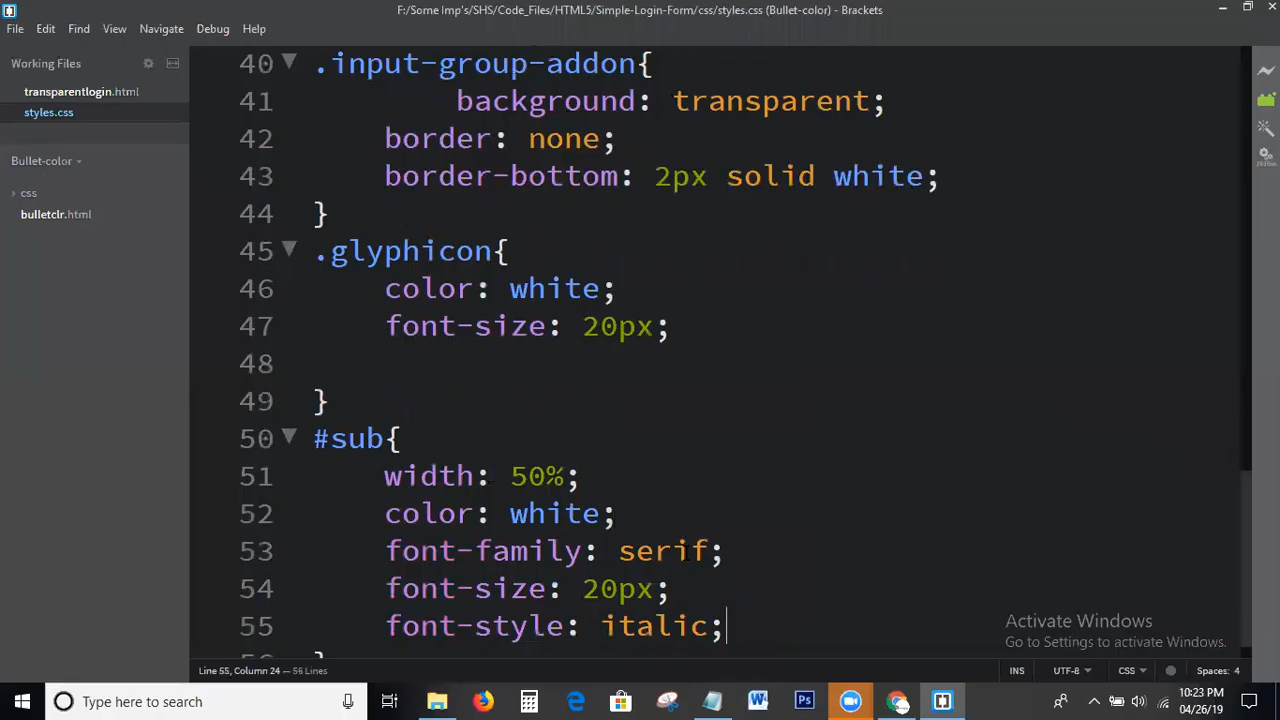 F:/Some Imp's/SHS/Code_Files/HTML5/Simple-Login-Form/css/styles.css (Bullet-color) - Brackets
File Edit Find View Navigate Debug Help
Working Files
transparentlogin.html
styles.css
Bullet-color
css
bulletclr.html
40 .input-group-addon{
41 background: transparent;
42 border: none;
43 border-bottom: 2px solid white;
44 }
45 .glyphicon{
46 color: white;
47 font-size: 20px;
48
49 }
50 #sub{
51 width: 50%;
52 color: white;
53 font-family: serif;
54 font-size: 20px;
55 font-style: italic;
Activate Windows
Go to Settings to activate Windows.
Line 55, Column 24 — 56 Lines
INS UTF-8 CSS Spaces: 4
Type here to search
10:23 PM
04/26/19